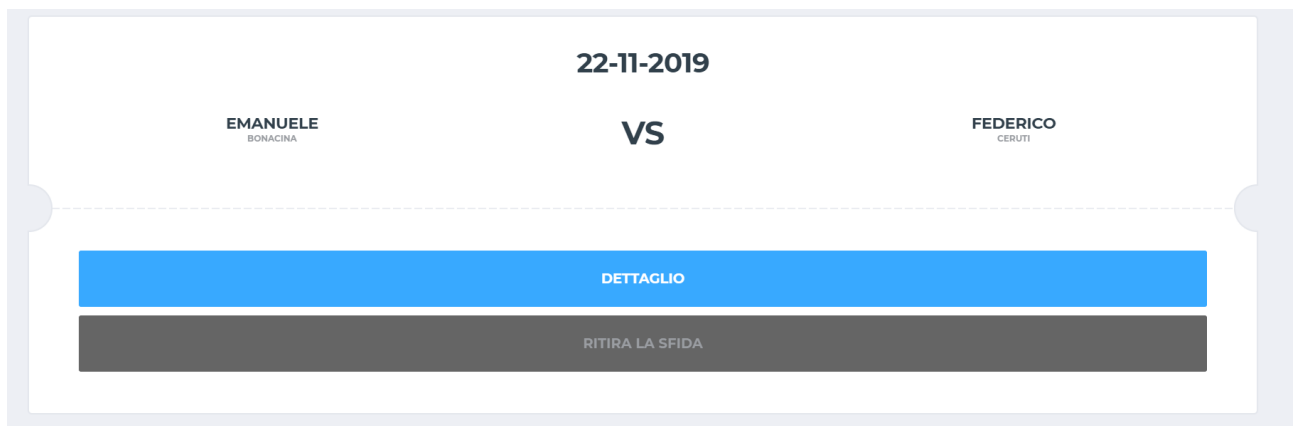 22-11-2019
EMANUELE
BONACINA
VS
FEDERICO
CERUTI
DETTAGLIO
RITIRA LA SFIDA